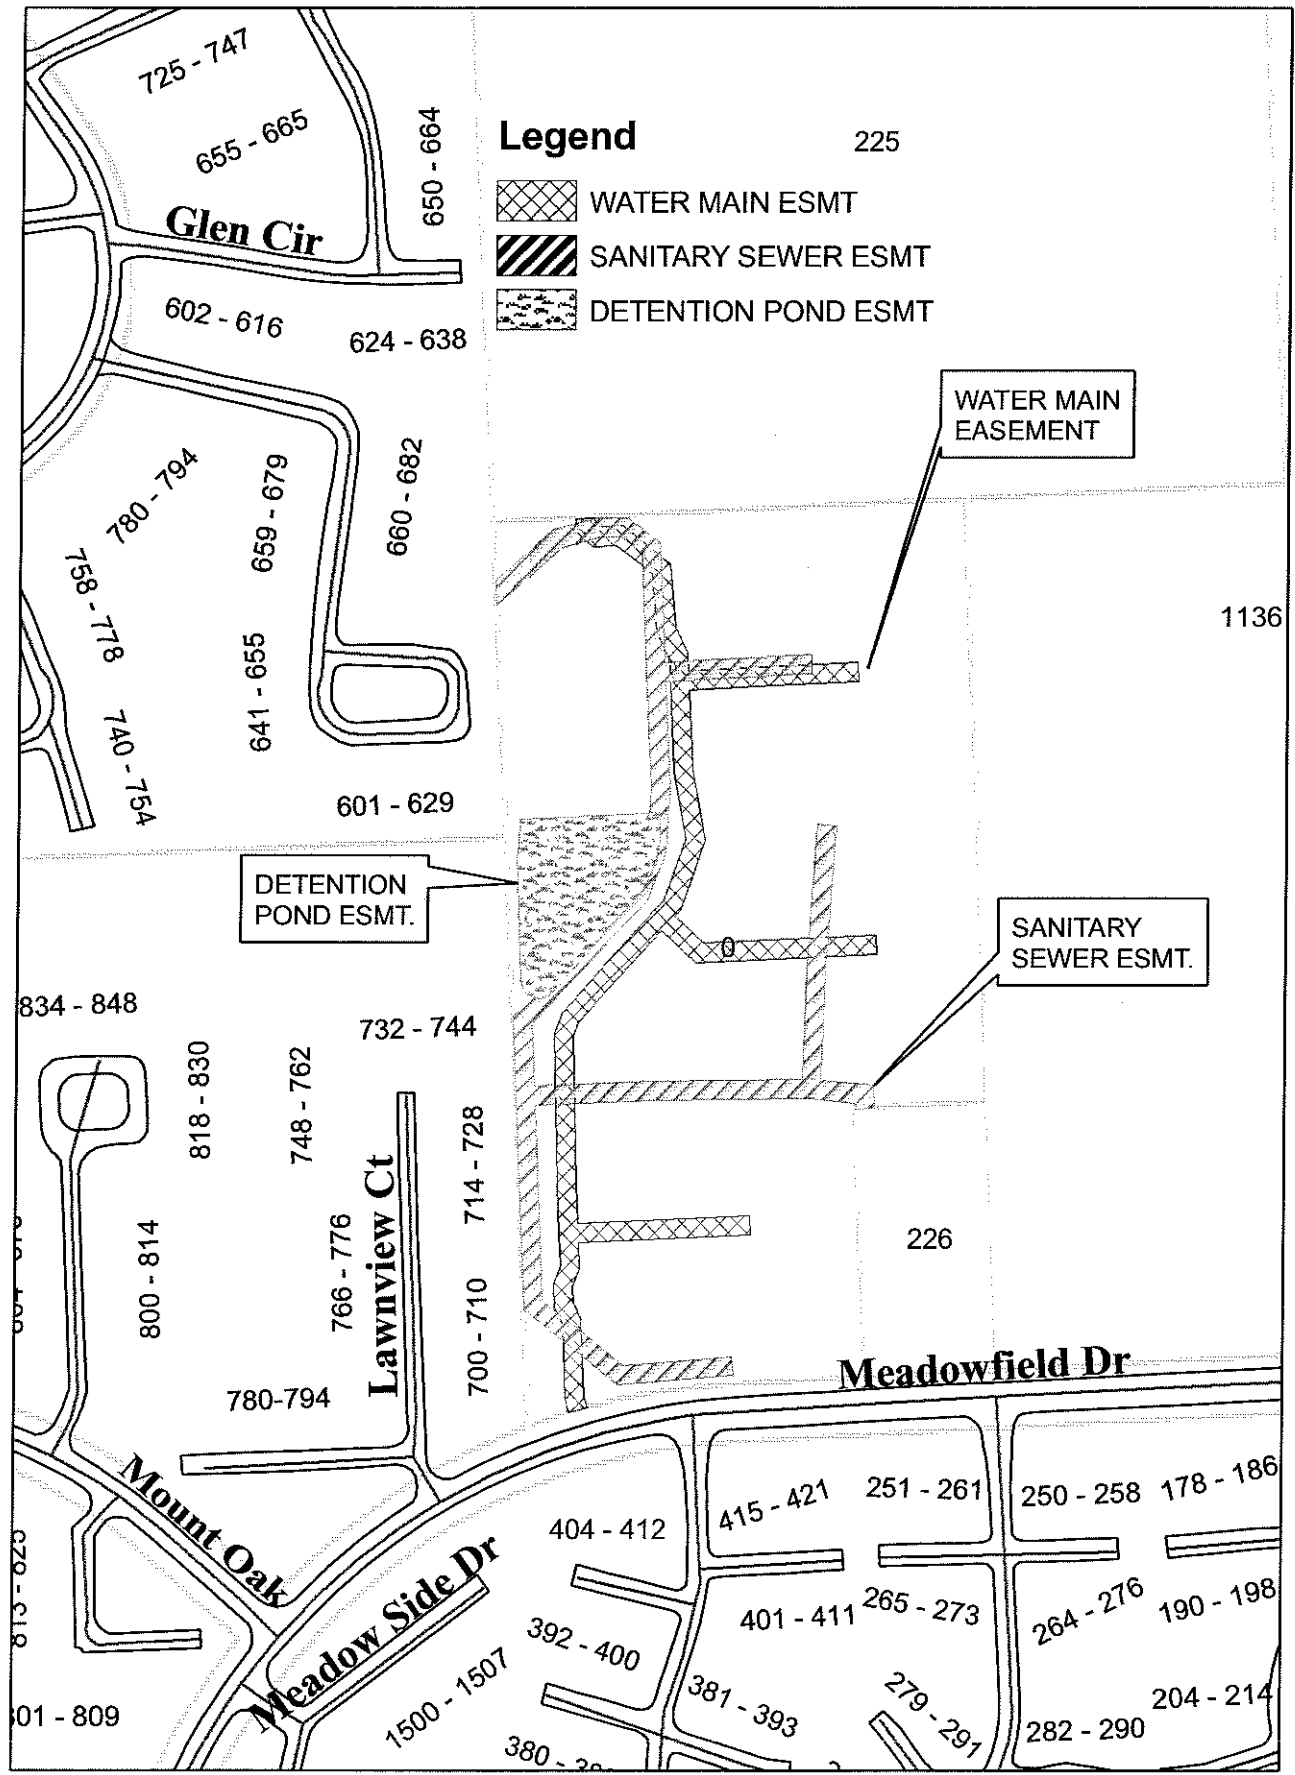 725 - 747
655 - 665
650 - 664
Glen Cir
Legend
225
WATER MAIN ESMT
SANITARY SEWER ESMT
DETENTION POND ESMT
602 - 616
624 - 638
WATER MAIN
EASEMENT
780 - 794
659 - 679
660 - 682
758 - 778
1136
641 - 655
740 - 754
601 - 629
DETENTION
POND ESMT.
0
SANITARY
SEWER ESMT.
834 - 848
732 - 744
818 - 830
748 - 762
714 - 728
800 - 814
766 - 776
Lawnview Ct
226
700 - 710
780-794
Meadowfield Dr
Mount Oak
415 - 421
251 - 261
250 - 258
178 - 186
404 - 412
Meadow Side Dr
401 - 411
265 - 273
264 - 276
190 - 198
392 - 400
1500 - 1507
381 - 393
279 - 291
282 - 290
204 - 214
01 - 809
380 -